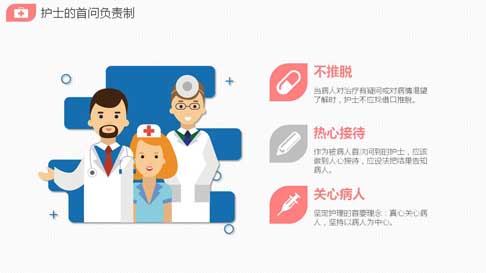 护士的首问负责制
不推脱
当病人对治疗有疑问或对病情渴望
了解时，护士不应找借口推脱。
热心接待
作为被病人首次问到的护士，应该
做到人心接待，应设法把结果告知
病人。
关心病人
坚定护理的首要理念：真心关心病
人，坚持以病人为中心。